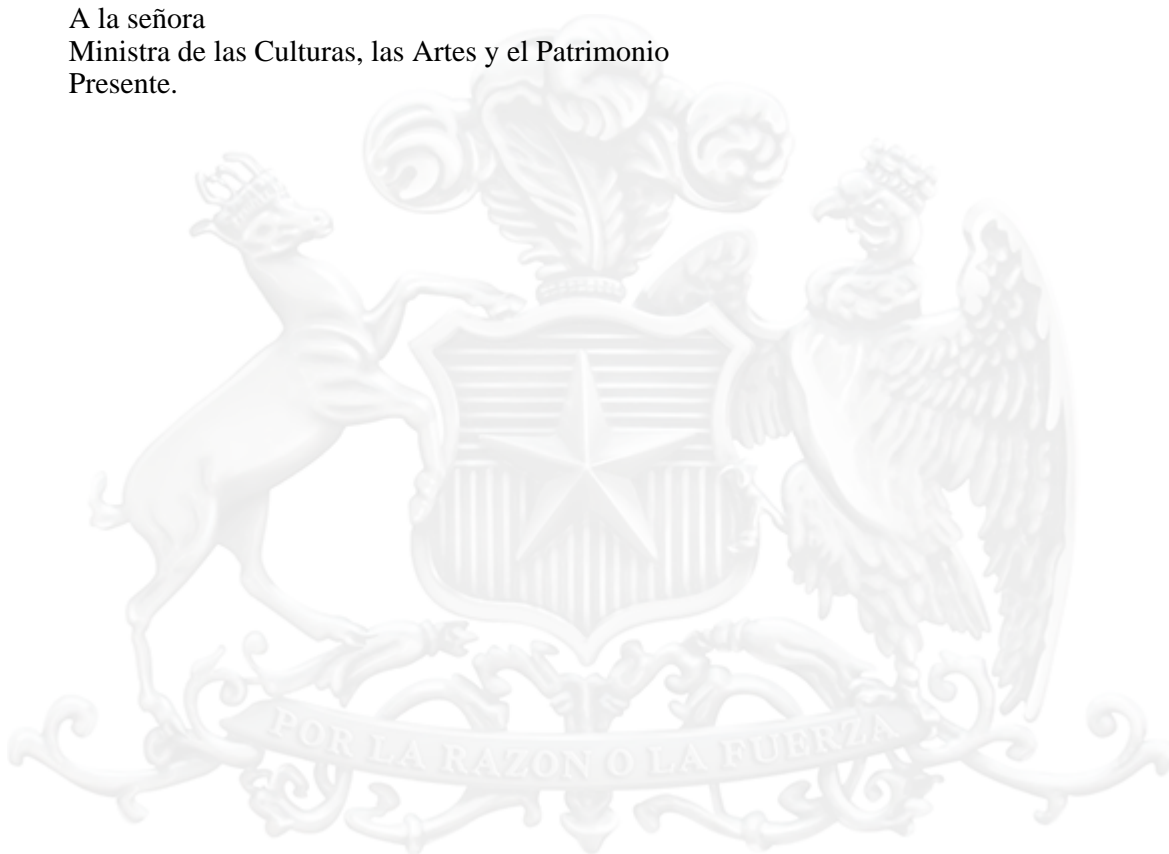 A la señora
Ministra de las Culturas, las Artes y el Patrimonio
Presente.
POR LA RAZON O LA FUERZA